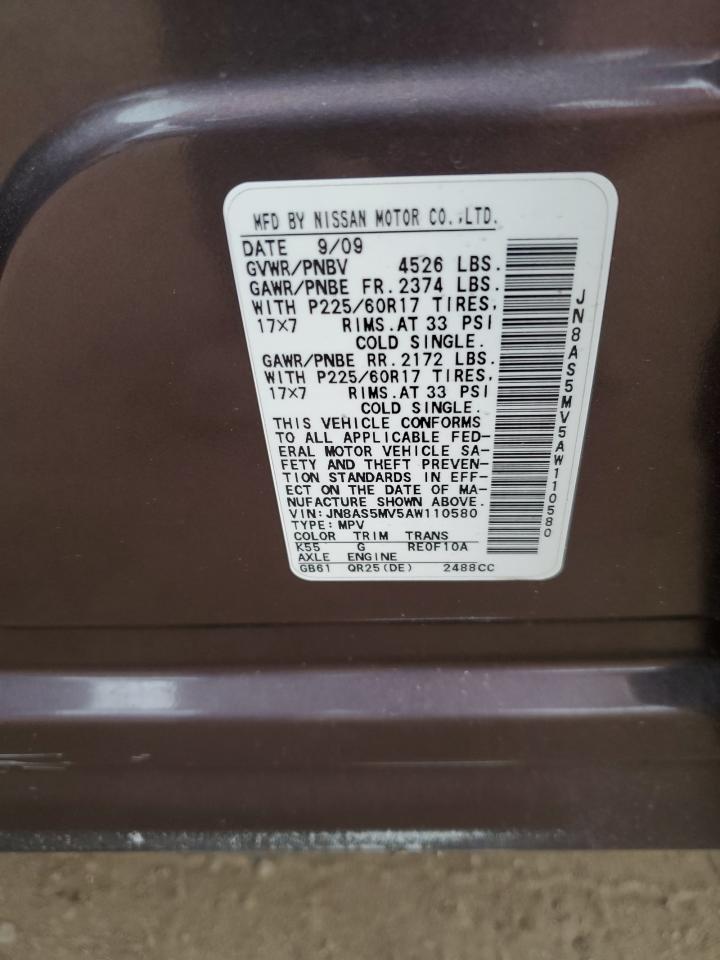 MFD BY NISSAN MOTOR CO.,LTD.
DATE 9/09
GVWR/PNBV 4526 LBS.
GAWR/PNBE FR. 2374 LBS.
WITH P225/60R17 TIRES,
17×7 RIMS.AT 33 PSI
COLD SINGLE.
GAWR/PNBE RR. 2172 LBS.
WITH P225/60R17 TIRES,
17×7 RIMS.AT 33 PSI
COLD SINGLE.
THIS VEHICLE CONFORMS
TO ALL APPLICABLE FED-
ERAL MOTOR VEHICLE SA-
FETY AND THEFT PREVEN-
TION STANDARDS IN EFF-
ECT ON THE DATE OF MA-
NUFACTURE SHOWN ABOVE.
VIN:JN8AS5MV5AW110580
TYPE:MPV
COLOR TRIM TRANS
K55 G RE0F10A
AXLE ENGINE
GB61 QR25(DE) 2488CC
JN8AS5MV5AW110580